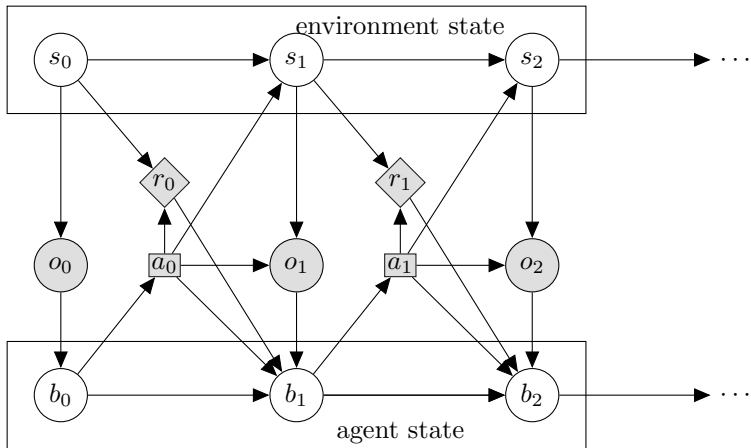 environment state
s₀ s₁ s₂ ⋯
r₀ r₁
o₀ a₀ o₁ a₁ o₂
b₀ b₁ b₂ ⋯
agent state